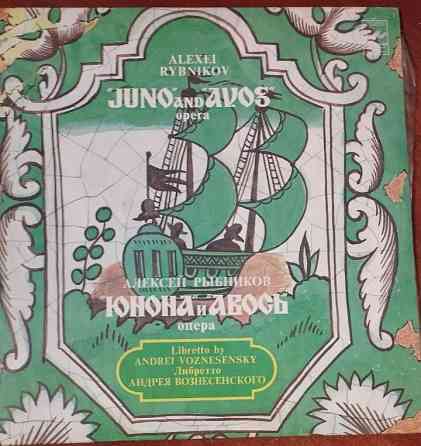 ALEXEI
RYBNIKOV
"JUNO" AND "AVOS"
opera
АЛЕКСЕЙ РЫБНИКОВ
"ЮНОНА" И "АВОСЬ"
опера
Libretto by
ANDREI VOZNESENSKY
Либретто
АНДРЕЯ ВОЗНЕСЕНСКОГО